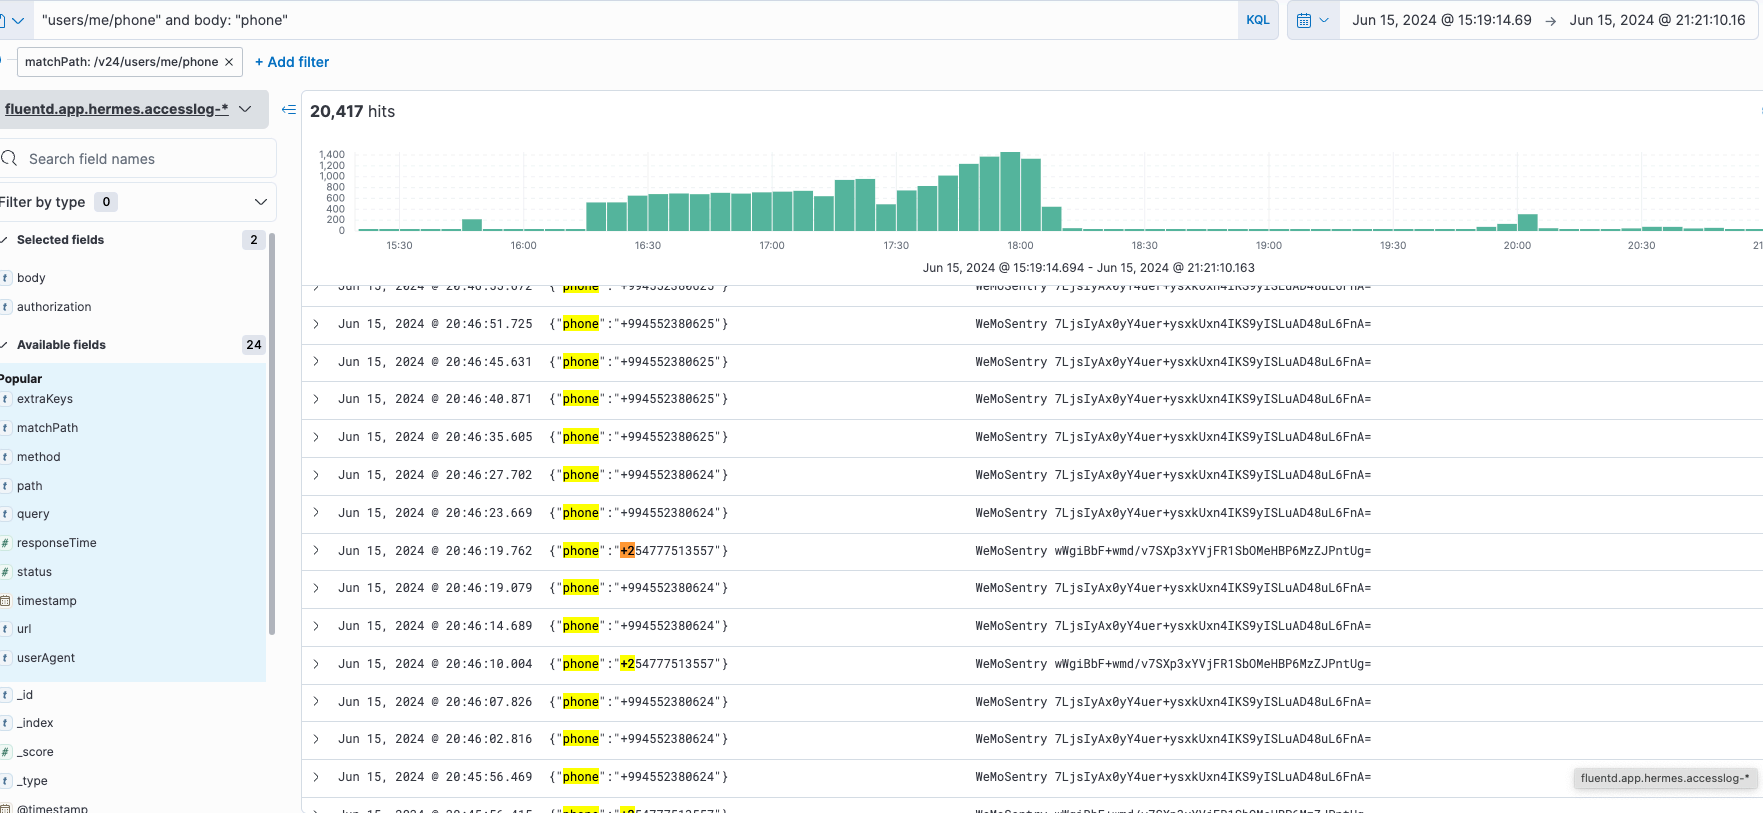 "users/me/phone" and body: "phone"
KQL
Jun 15, 2024 @ 15:19:14.69 → Jun 15, 2024 @ 21:21:10.16
matchPath: /v24/users/me/phone ×
+ Add filter
fluentd.app.hermes.accesslog-*
Search field names
Filter by type 0
Selected fields 2
t body
t authorization
Available fields 24
Popular
t extraKeys
t matchPath
t method
t path
t query
# responseTime
# status
timestamp
t url
t userAgent
t _id
t _index
# _score
t _type
@timestamp
20,417 hits
1,400
1,200
1,000
800
600
400
200
0
15:30 16:00 16:30 17:00 17:30 18:00 18:30 19:00 19:30 20:00 20:30
Jun 15, 2024 @ 15:19:14.694 - Jun 15, 2024 @ 21:21:10.163
Jun 15, 2024 @ 20:46:51.725 {"phone":"+994552380625"} WeMoSentry 7LjsIyAx0yY4uer+ysxkUxn4IKS9yISLuAD48uL6FnA=
Jun 15, 2024 @ 20:46:45.631 {"phone":"+994552380625"} WeMoSentry 7LjsIyAx0yY4uer+ysxkUxn4IKS9yISLuAD48uL6FnA=
Jun 15, 2024 @ 20:46:40.871 {"phone":"+994552380625"} WeMoSentry 7LjsIyAx0yY4uer+ysxkUxn4IKS9yISLuAD48uL6FnA=
Jun 15, 2024 @ 20:46:35.605 {"phone":"+994552380625"} WeMoSentry 7LjsIyAx0yY4uer+ysxkUxn4IKS9yISLuAD48uL6FnA=
Jun 15, 2024 @ 20:46:27.702 {"phone":"+994552380624"} WeMoSentry 7LjsIyAx0yY4uer+ysxkUxn4IKS9yISLuAD48uL6FnA=
Jun 15, 2024 @ 20:46:23.669 {"phone":"+994552380624"} WeMoSentry 7LjsIyAx0yY4uer+ysxkUxn4IKS9yISLuAD48uL6FnA=
Jun 15, 2024 @ 20:46:19.762 {"phone":"+254777513557"} WeMoSentry wWgiBbF+wmd/v7SXp3xYVjFR1SbOMeHBP6MzZJPntUg=
Jun 15, 2024 @ 20:46:19.079 {"phone":"+994552380624"} WeMoSentry 7LjsIyAx0yY4uer+ysxkUxn4IKS9yISLuAD48uL6FnA=
Jun 15, 2024 @ 20:46:14.689 {"phone":"+994552380624"} WeMoSentry 7LjsIyAx0yY4uer+ysxkUxn4IKS9yISLuAD48uL6FnA=
Jun 15, 2024 @ 20:46:10.004 {"phone":"+254777513557"} WeMoSentry wWgiBbF+wmd/v7SXp3xYVjFR1SbOMeHBP6MzZJPntUg=
Jun 15, 2024 @ 20:46:07.826 {"phone":"+994552380624"} WeMoSentry 7LjsIyAx0yY4uer+ysxkUxn4IKS9yISLuAD48uL6FnA=
Jun 15, 2024 @ 20:46:02.816 {"phone":"+994552380624"} WeMoSentry 7LjsIyAx0yY4uer+ysxkUxn4IKS9yISLuAD48uL6FnA=
Jun 15, 2024 @ 20:45:56.469 {"phone":"+994552380624"} WeMoSentry 7LjsIyAx0yY4uer+ysxkUxn4IKS9yISLuAD48uL6FnA=
fluentd.app.hermes.accesslog-*